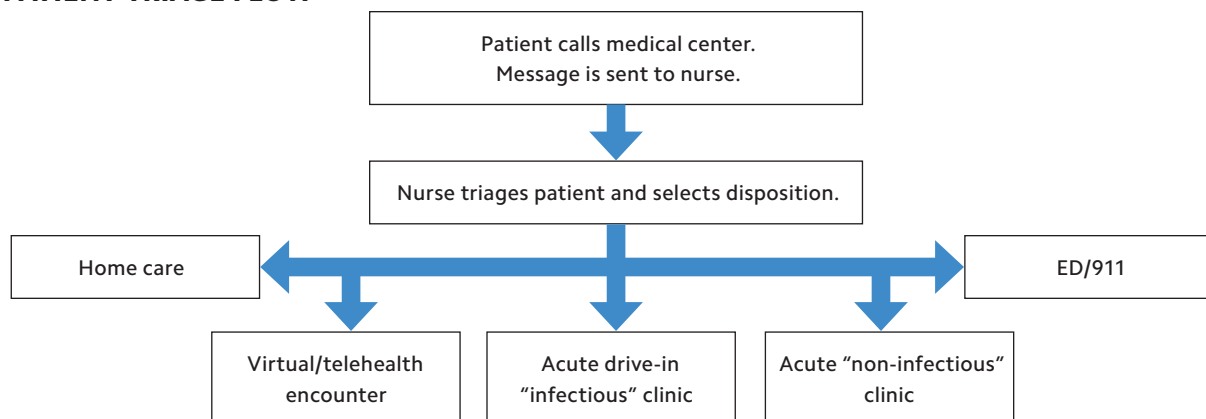 Patient calls medical center.
Message is sent to nurse.
Nurse triages patient and selects disposition.
Home care
ED/911
Virtual/telehealth
encounter
Acute drive-in
“infectious” clinic
Acute “non-infectious”
clinic